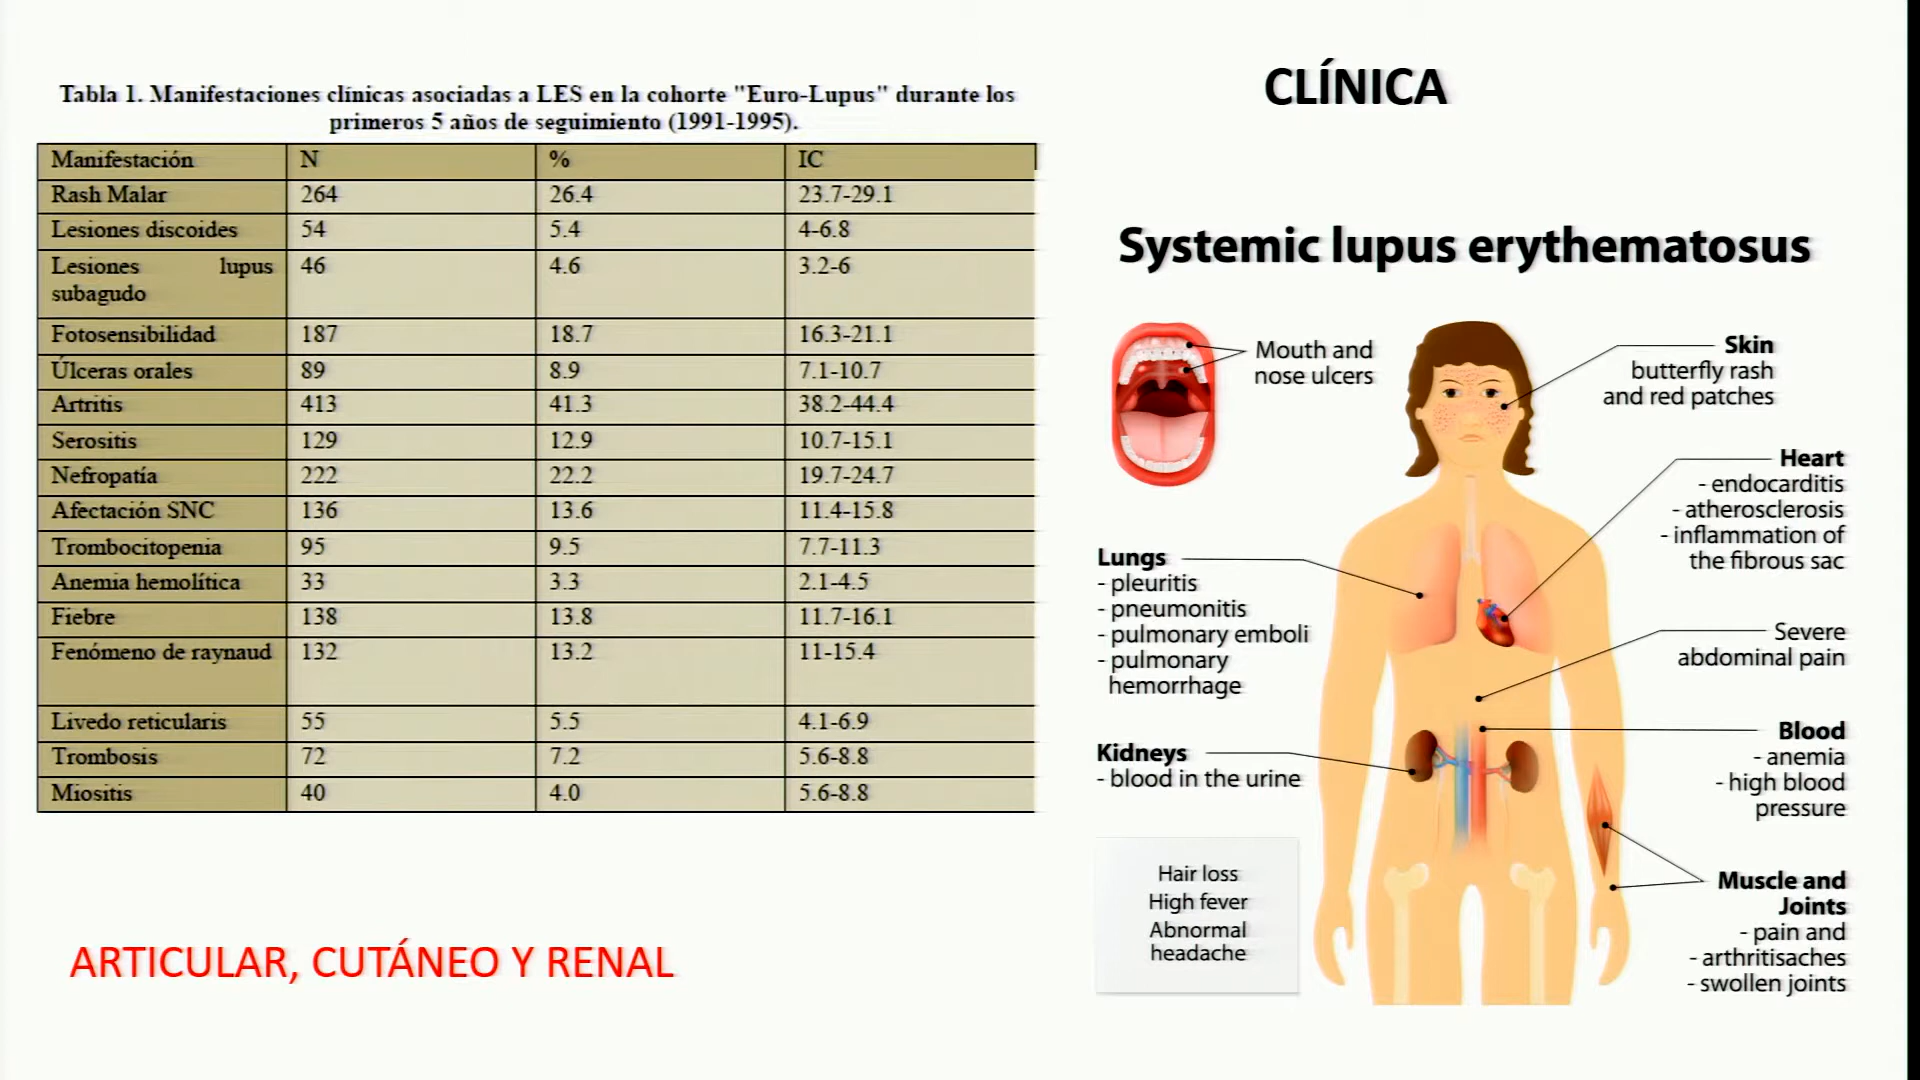 CLÍNICA
Tabla 1. Manifestaciones clínicas asociadas a LES en la cohorte "Euro-Lupus" durante los
primeros 5 años de seguimiento (1991-1995).
Manifestación N % IC
Rash Malar 264 26.4 23.7-29.1
Lesiones discoides 54 5.4 4-6.8
Lesiones lupus 46 4.6 3.2-6
subagudo
Fotosensibilidad 187 18.7 16.3-21.1
Úlceras orales 89 8.9 7.1-10.7
Artritis 413 41.3 38.2-44.4
Serositis 129 12.9 10.7-15.1
Nefropatía 222 22.2 19.7-24.7
Afectación SNC 136 13.6 11.4-15.8
Trombocitopenia 95 9.5 7.7-11.3
Anemia hemolítica 33 3.3 2.1-4.5
Fiebre 138 13.8 11.7-16.1
Fenómeno de raynaud 132 13.2 11-15.4
Livedo reticularis 55 5.5 4.1-6.9
Trombosis 72 7.2 5.6-8.8
Miositis 40 4.0 5.6-8.8
ARTICULAR, CUTÁNEO Y RENAL
Systemic lupus erythematosus
Mouth and
nose ulcers
Skin
butterfly rash
and red patches
Heart
- endocarditis
- atherosclerosis
- inflammation of
the fibrous sac
Lungs
- pleuritis
- pneumonitis
- pulmonary emboli
- pulmonary
hemorrhage
Severe
abdominal pain
Kidneys
- blood in the urine
Blood
- anemia
- high blood
pressure
Hair loss
High fever
Abnormal
headache
Muscle and
Joints
- pain and
- arthritisaches
- swollen joints